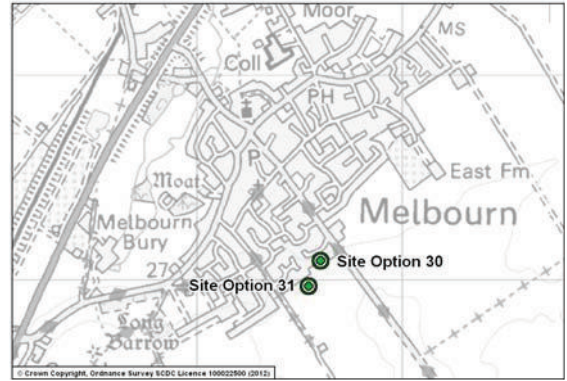 Moor
MS
Coll
PH
P
East Fm
Moat
Melbourn
Melbourn
Bury
Site Option 30
27
Site Option 31
Long
Barrow
© Crown Copyright, Ordnance Survey SCDC Licence 100022500 (2012)